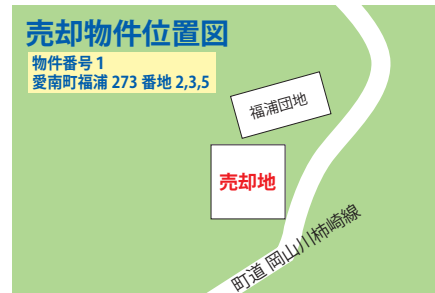 売却物件位置図
物件番号 1
愛南町福浦 273 番地 2,3,5
福浦団地
売却地
町道 岡山川柿崎線